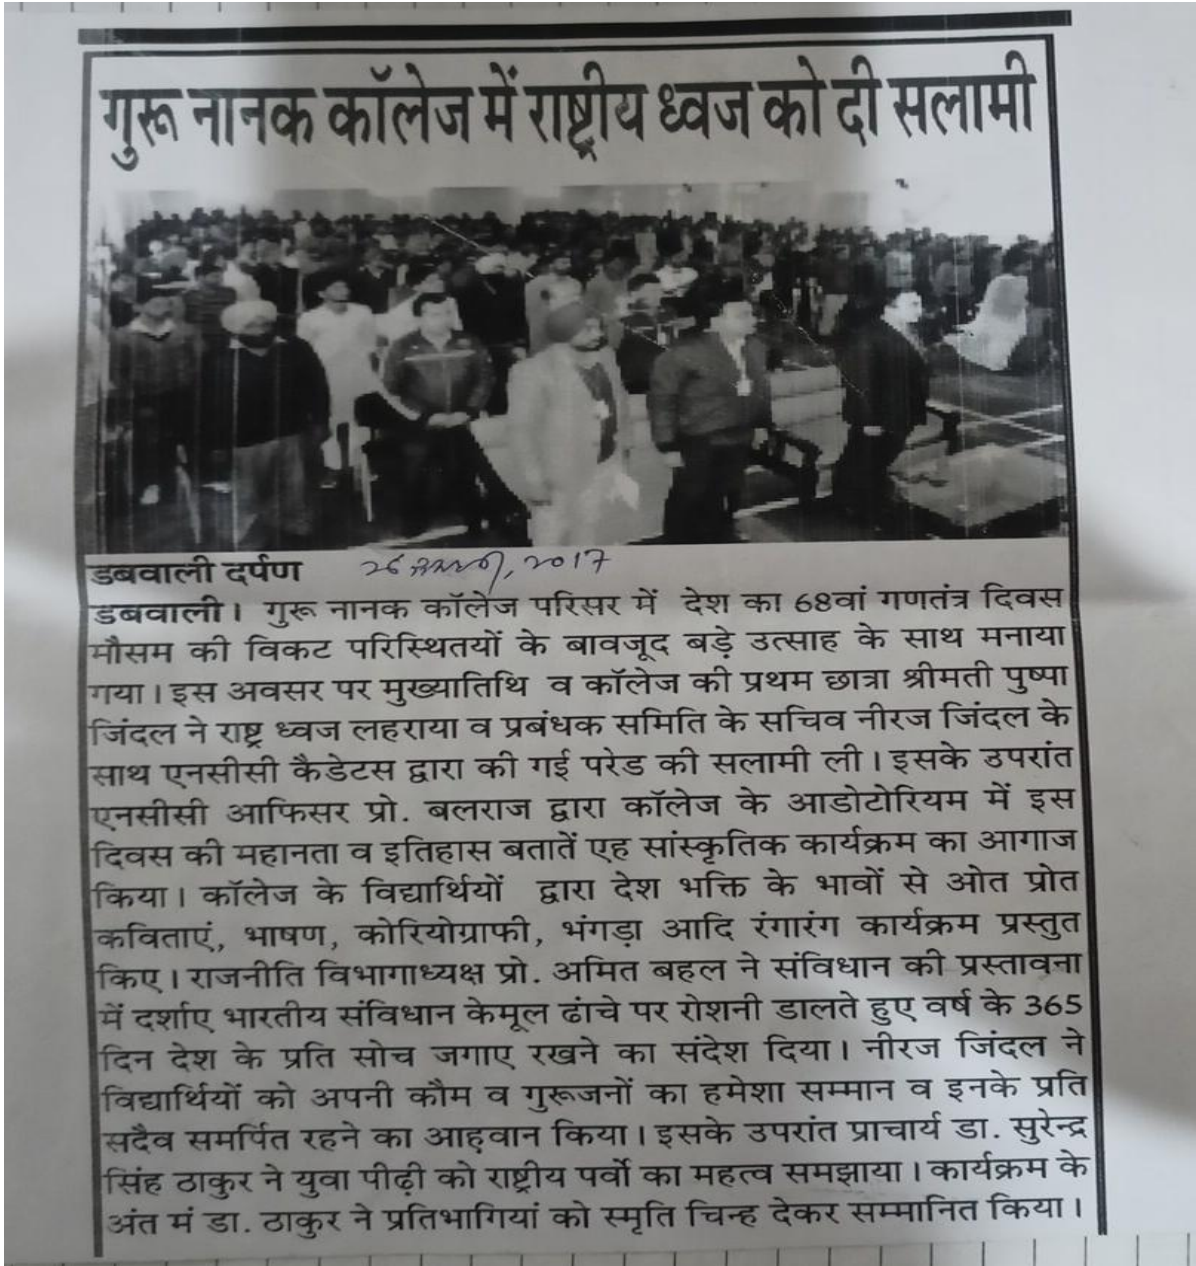 गुरू नानक कॉलेज में राष्ट्रीय ध्वज को दी सलामी
डबवाली दर्पण 26 जनवरी, 2017
डबवाली। गुरू नानक कॉलेज परिसर में देश का 68वां गणतंत्र दिवस
मौसम की विकट परिस्थितयों के बावजूद बड़े उत्साह के साथ मनाया
गया। इस अवसर पर मुख्यातिथि व कॉलेज की प्रथम छात्रा श्रीमती पुष्पा
जिंदल ने राष्ट्र ध्वज लहराया व प्रबंधक समिति के सचिव नीरज जिंदल के
साथ एनसीसी कैडेटस द्वारा की गई परेड की सलामी ली। इसके उपरांत
एनसीसी आफिसर प्रो. बलराज द्वारा कॉलेज के आडोटोरियम में इस
दिवस की महानता व इतिहास बतातें एह सांस्कृतिक कार्यक्रम का आगाज
किया। कॉलेज के विद्यार्थियों द्वारा देश भक्ति के भावों से ओत प्रोत
कविताएं, भाषण, कोरियोग्राफी, भंगड़ा आदि रंगारंग कार्यक्रम प्रस्तुत
किए। राजनीति विभागाध्यक्ष प्रो. अमित बहल ने संविधान की प्रस्तावना
में दर्शाए भारतीय संविधान केमूल ढांचे पर रोशनी डालते हुए वर्ष के 365
दिन देश के प्रति सोच जगाए रखने का संदेश दिया। नीरज जिंदल ने
विद्यार्थियों को अपनी कौम व गुरूजनों का हमेशा सम्मान व इनके प्रति
सदैव समर्पित रहने का आहवान किया। इसके उपरांत प्राचार्य डा. सुरेन्द्र
सिंह ठाकुर ने युवा पीढ़ी को राष्ट्रीय पर्वो का महत्व समझाया। कार्यक्रम के
अंत मं डा. ठाकुर ने प्रतिभागियां को स्मृति चिन्ह देकर सम्मानित किया।